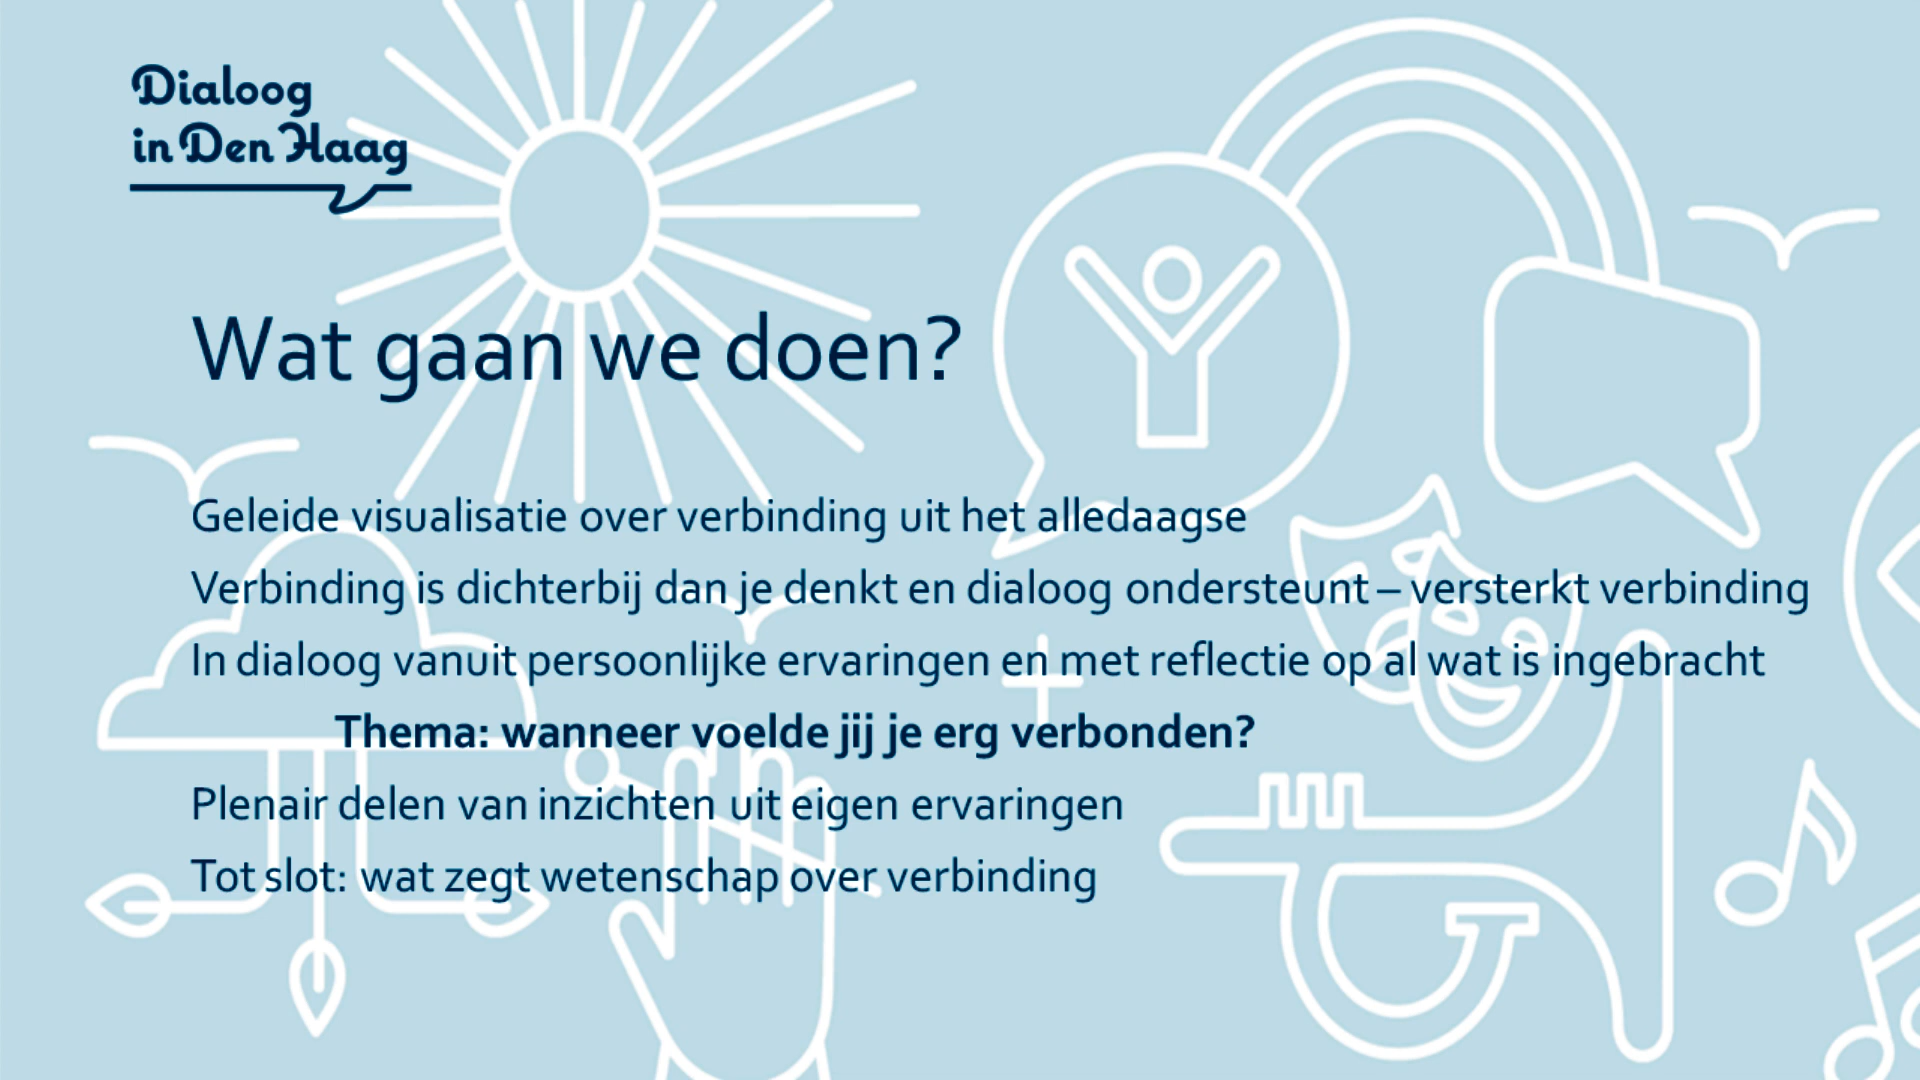 Dialoog
in Den Haag
Wat gaan we doen?
Geleide visualisatie over verbinding uit het alledaagse
Verbinding is dichterbij dan je denkt en dialoog ondersteunt – versterkt verbinding
In dialoog vanuit persoonlijke ervaringen en met reflectie op al wat is ingebracht
Thema: wanneer voelde jij je erg verbonden?
Plenair delen van inzichten uit eigen ervaringen
Tot slot: wat zegt wetenschap over verbinding